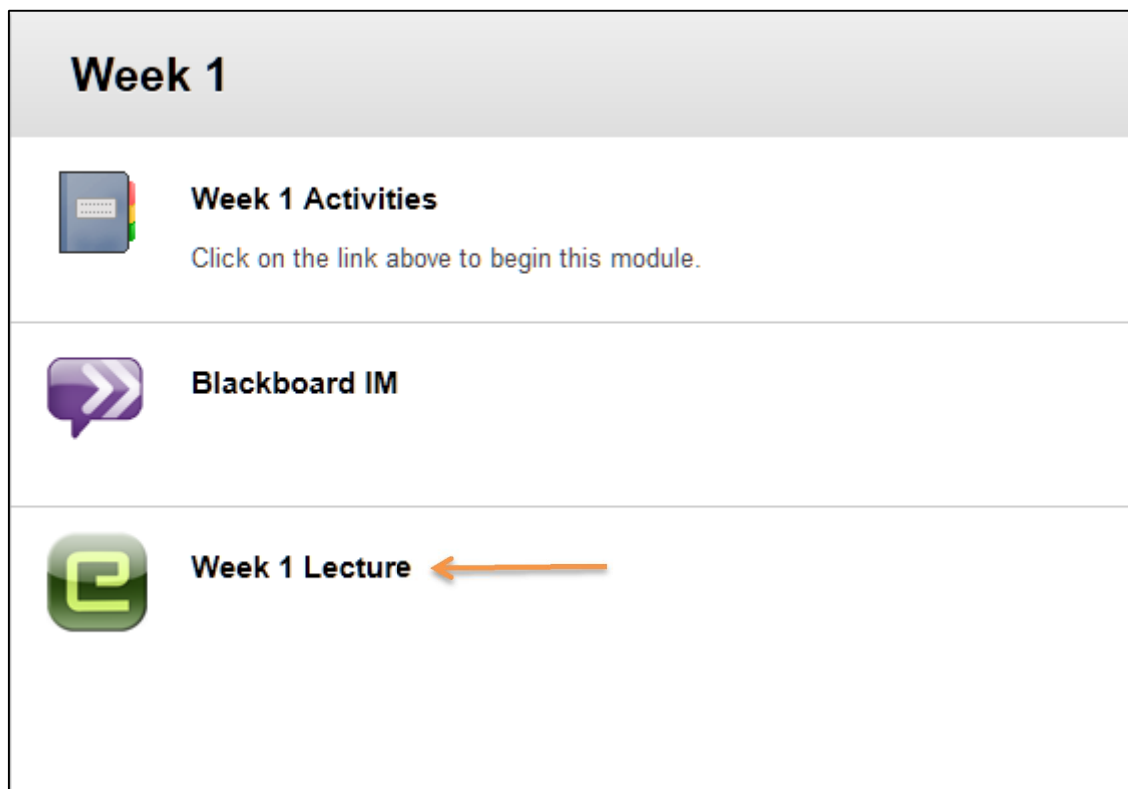 Week 1
Week 1 Activities
Click on the link above to begin this module.
Blackboard IM
Week 1 Lecture